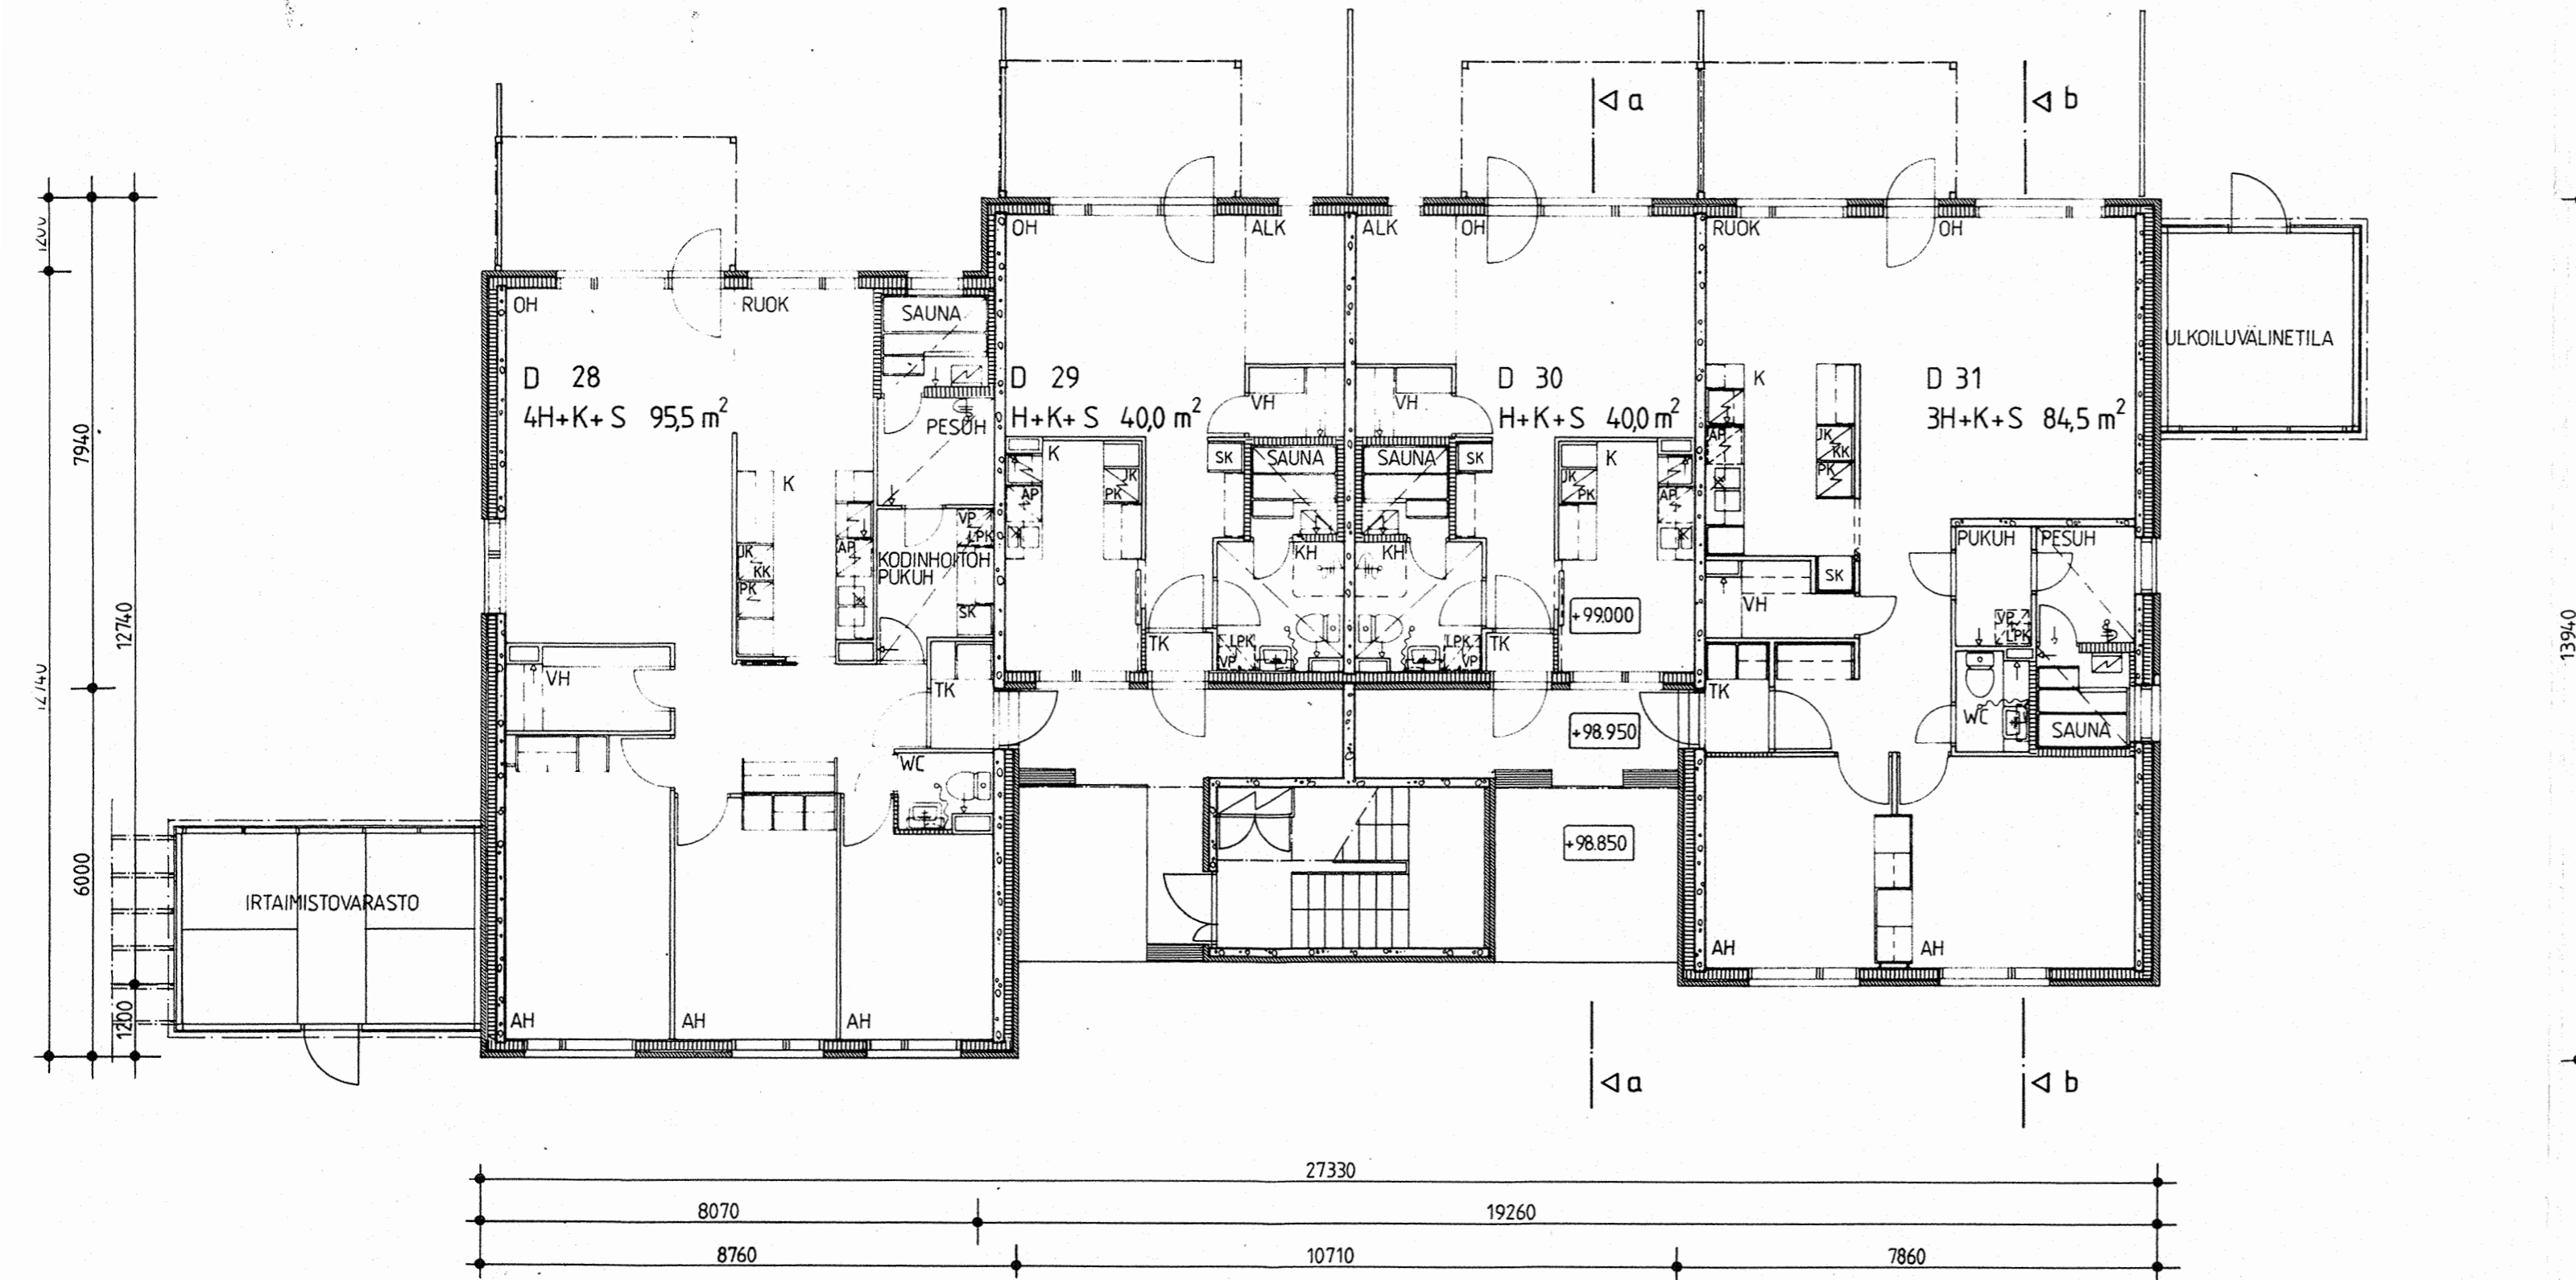 a
b
1200
7940
12740
12740
6000
1200
13940
OH
RUOK
SAUNA
D 28
4H+K+S 95,5 m²
PESUH
K
JK
KK
PK
AP
VP
LPK
KODINHOITOH
PUKUH
SK
VH
TK
WC
AH
AH
AH
IRTAIMISTOVARASTO
OH
ALK
D 29
H+K+S 40,0 m²
VH
K
AP
JK
PK
SK
SAUNA
KH
TK
LPK
VP
ALK
OH
D 30
H+K+S 40,0 m²
VH
SAUNA
SK
K
JK
PK
AP
KH
LPK
VP
TK
+99.000
+98.950
+98.850
RUOK
OH
K
D 31
3H+K+S 84,5 m²
AP
JK
KK
PK
SK
VH
PUKUH
PESUH
VP
LPK
TK
WC
SAUNA
AH
AH
ULKOILUVÄLINETILA
a
b
27330
8070
19260
8760
10710
7860